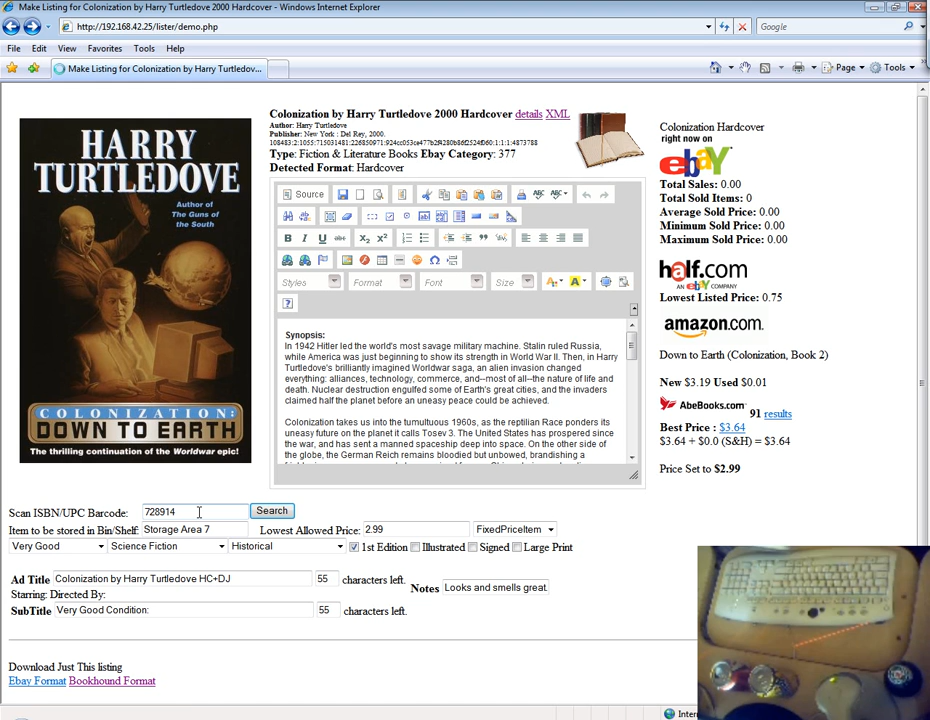 Make Listing for Colonization by Harry Turtledove 2000 Hardcover - Windows Internet Explorer
http://192.168.42.25/lister/demo.php
Google
File Edit View Favorites Tools Help
Make Listing for Colonization by Harry Turtledov...
Page Tools
HARRY
TURTLEDOVE
Author of
The Guns of
the South
COLONIZATION:
DOWN TO EARTH
The thrilling continuation of the Worldwar epic!
Colonization by Harry Turtledove 2000 Hardcover details XML
Author: Harry Turtledove
Publisher: New York : Del Rey, 2000.
Type: Fiction & Literature Books Ebay Category: 377
Detected Format: Hardcover
Source
ABC ABC
B I U abc X2 X2
Styles Format Font Size A A
?
Synopsis:
In 1942 Hitler led the world's most savage military machine. Stalin ruled Russia,
while America was just beginning to show its strength in World War II. Then, in Harry
Turtledove's brilliantly imagined Worldwar saga, an alien invasion changed
everything: alliances, technology, commerce, and--most of all--the nature of life and
death. Nuclear destruction engulfed some of Earth's great cities, and the invaders
claimed half the planet before an uneasy peace could be achieved.
Colonization takes us into the tumultuous 1960s, as the reptilian Race ponders its
uneasy future on the planet it calls Tosev 3. The United States has prospered since
the war, and has sent a manned spaceship deep into space. On the other side of
the globe, the German Reich remains bloodied but unbowed, brandishing a
Colonization Hardcover
right now on
ebay
Total Sales: 0.00
Total Sold Items: 0
Average Sold Price: 0.00
Minimum Sold Price: 0.00
Maximum Sold Price: 0.00
half.com
AN ebay COMPANY
Lowest Listed Price: 0.75
amazon.com.
Down to Earth (Colonization, Book 2)
New $3.19 Used $0.01
AbeBooks.com 91 results
Best Price : $3.64
$3.64 + $0.0 (S&H) = $3.64
Price Set to $2.99
Scan ISBN/UPC Barcode: 728914 Search
Item to be stored in Bin/Shelf: Storage Area 7 Lowest Allowed Price: 2.99 FixedPriceItem
Very Good Science Fiction Historical 1st Edition Illustrated Signed Large Print
Ad Title Colonization by Harry Turtledove HC+DJ 55 characters left.
Notes Looks and smells great.
Starring: Directed By:
SubTitle Very Good Condition: 55 characters left.
Download Just This listing
Ebay Format Bookhound Format